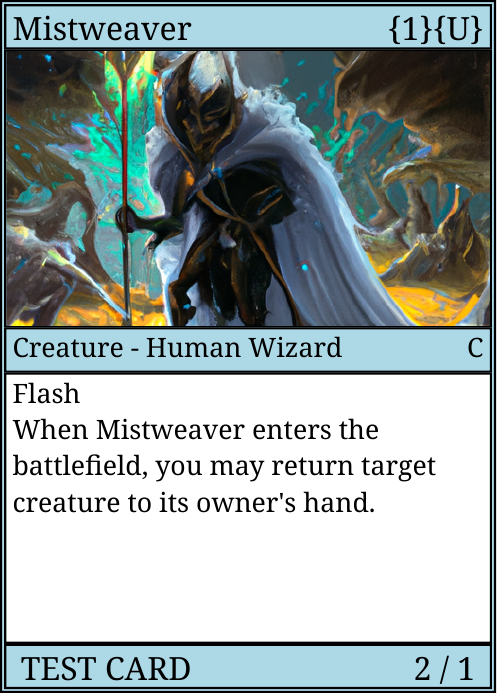 Mistweaver {1}{U}
Creature - Human Wizard C
Flash
When Mistweaver enters the
battlefield, you may return target
creature to its owner's hand.
TEST CARD 2 / 1